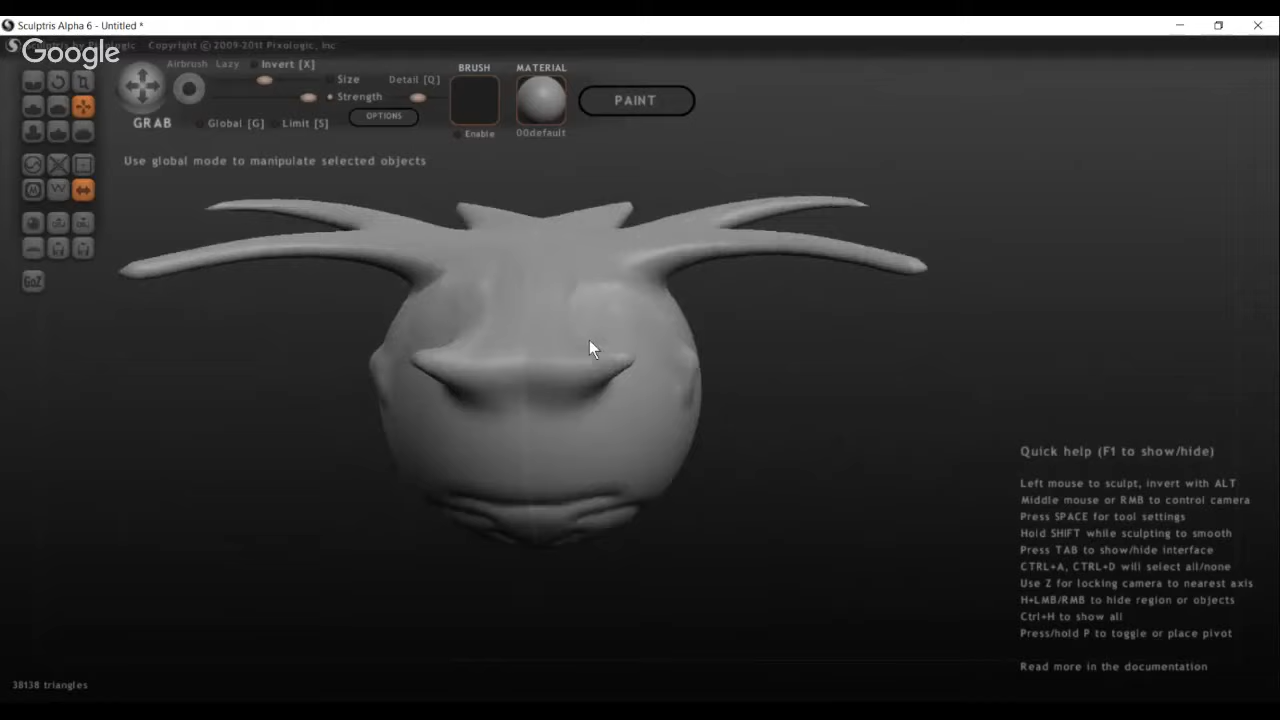 Sculptris Alpha 6 - Untitled *
Sculptris by Pixologic Copyright © 2009-2011 Pixologic, Inc
Google
Airbrush Lazy Invert [X]
Size Detail [Q]
Strength
GRAB Global [G] Limit [S] OPTIONS
BRUSH
Enable
MATERIAL
00default
PAINT
Use global mode to manipulate selected objects
GoZ
Quick help (F1 to show/hide)
Left mouse to sculpt, invert with ALT
Middle mouse or RMB to control camera
Press SPACE for tool settings
Hold SHIFT while sculpting to smooth
Press TAB to show/hide interface
CTRL+A, CTRL+D will select all/none
Use Z for locking camera to nearest axis
H+LMB/RMB to hide region or objects
Ctrl+H to show all
Press/hold P to toggle or place pivot
Read more in the documentation
38138 triangles